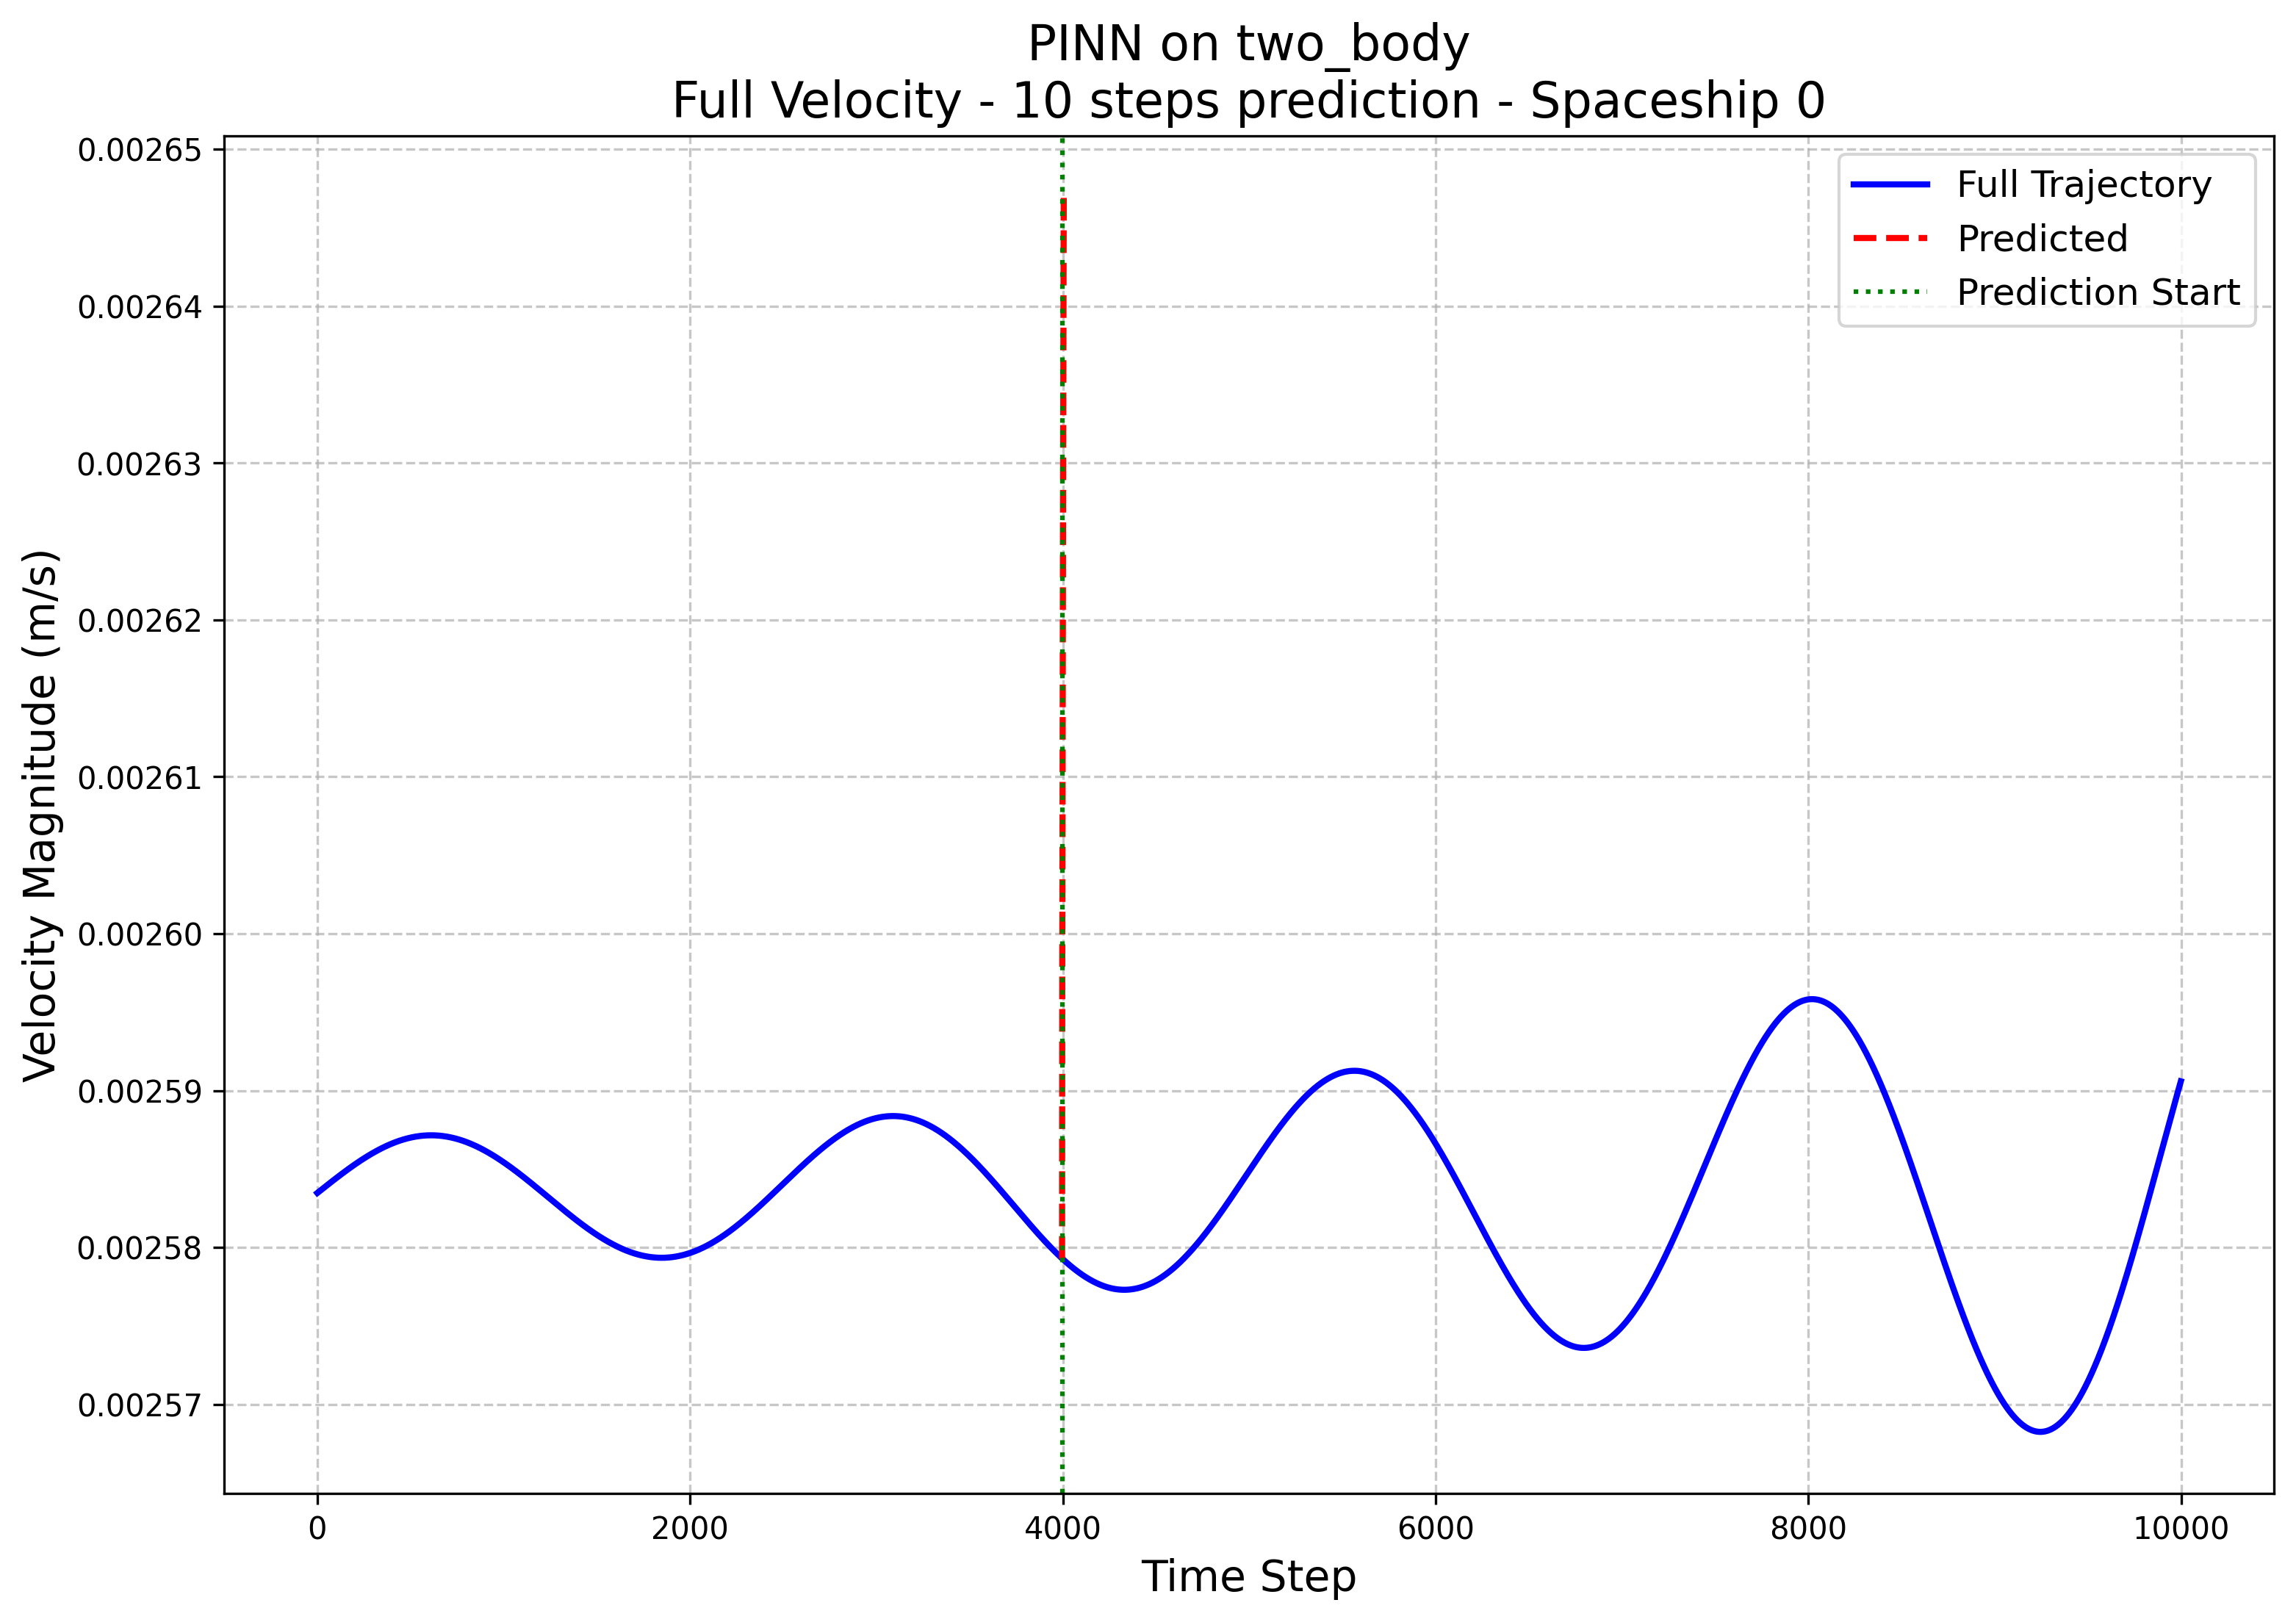 PINN on two_body
Full Velocity - 10 steps prediction - Spaceship 0
Full Trajectory
Predicted
Prediction Start
Velocity Magnitude (m/s)
0.00265
0.00264
0.00263
0.00262
0.00261
0.00260
0.00259
0.00258
0.00257
0
2000
4000
6000
8000
10000
Time Step